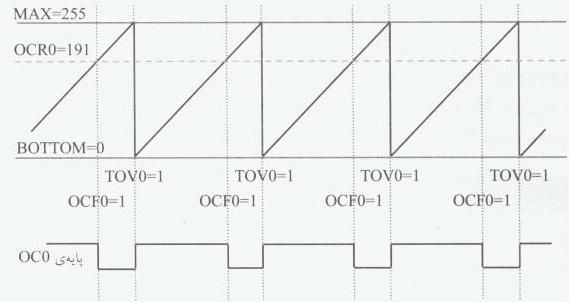 MAX=255
OCR0=191
BOTTOM=0
TOV0=1 TOV0=1 TOV0=1 TOV0=1
OCF0=1 OCF0=1 OCF0=1 OCF0=1
پایه‌ی OC0